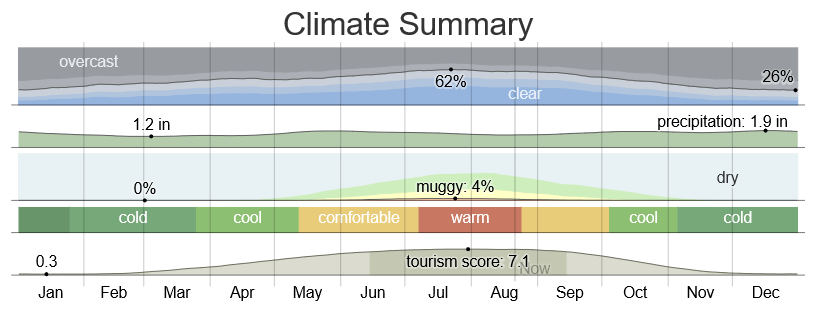 Climate Summary
overcast
62%
26%
clear
1.2 in
precipitation: 1.9 in
0%
muggy: 4%
dry
cold
cool
comfortable
warm
cool
cold
0.3
tourism score: 7.1
Now
Jan Feb Mar Apr May Jun Jul Aug Sep Oct Nov Dec